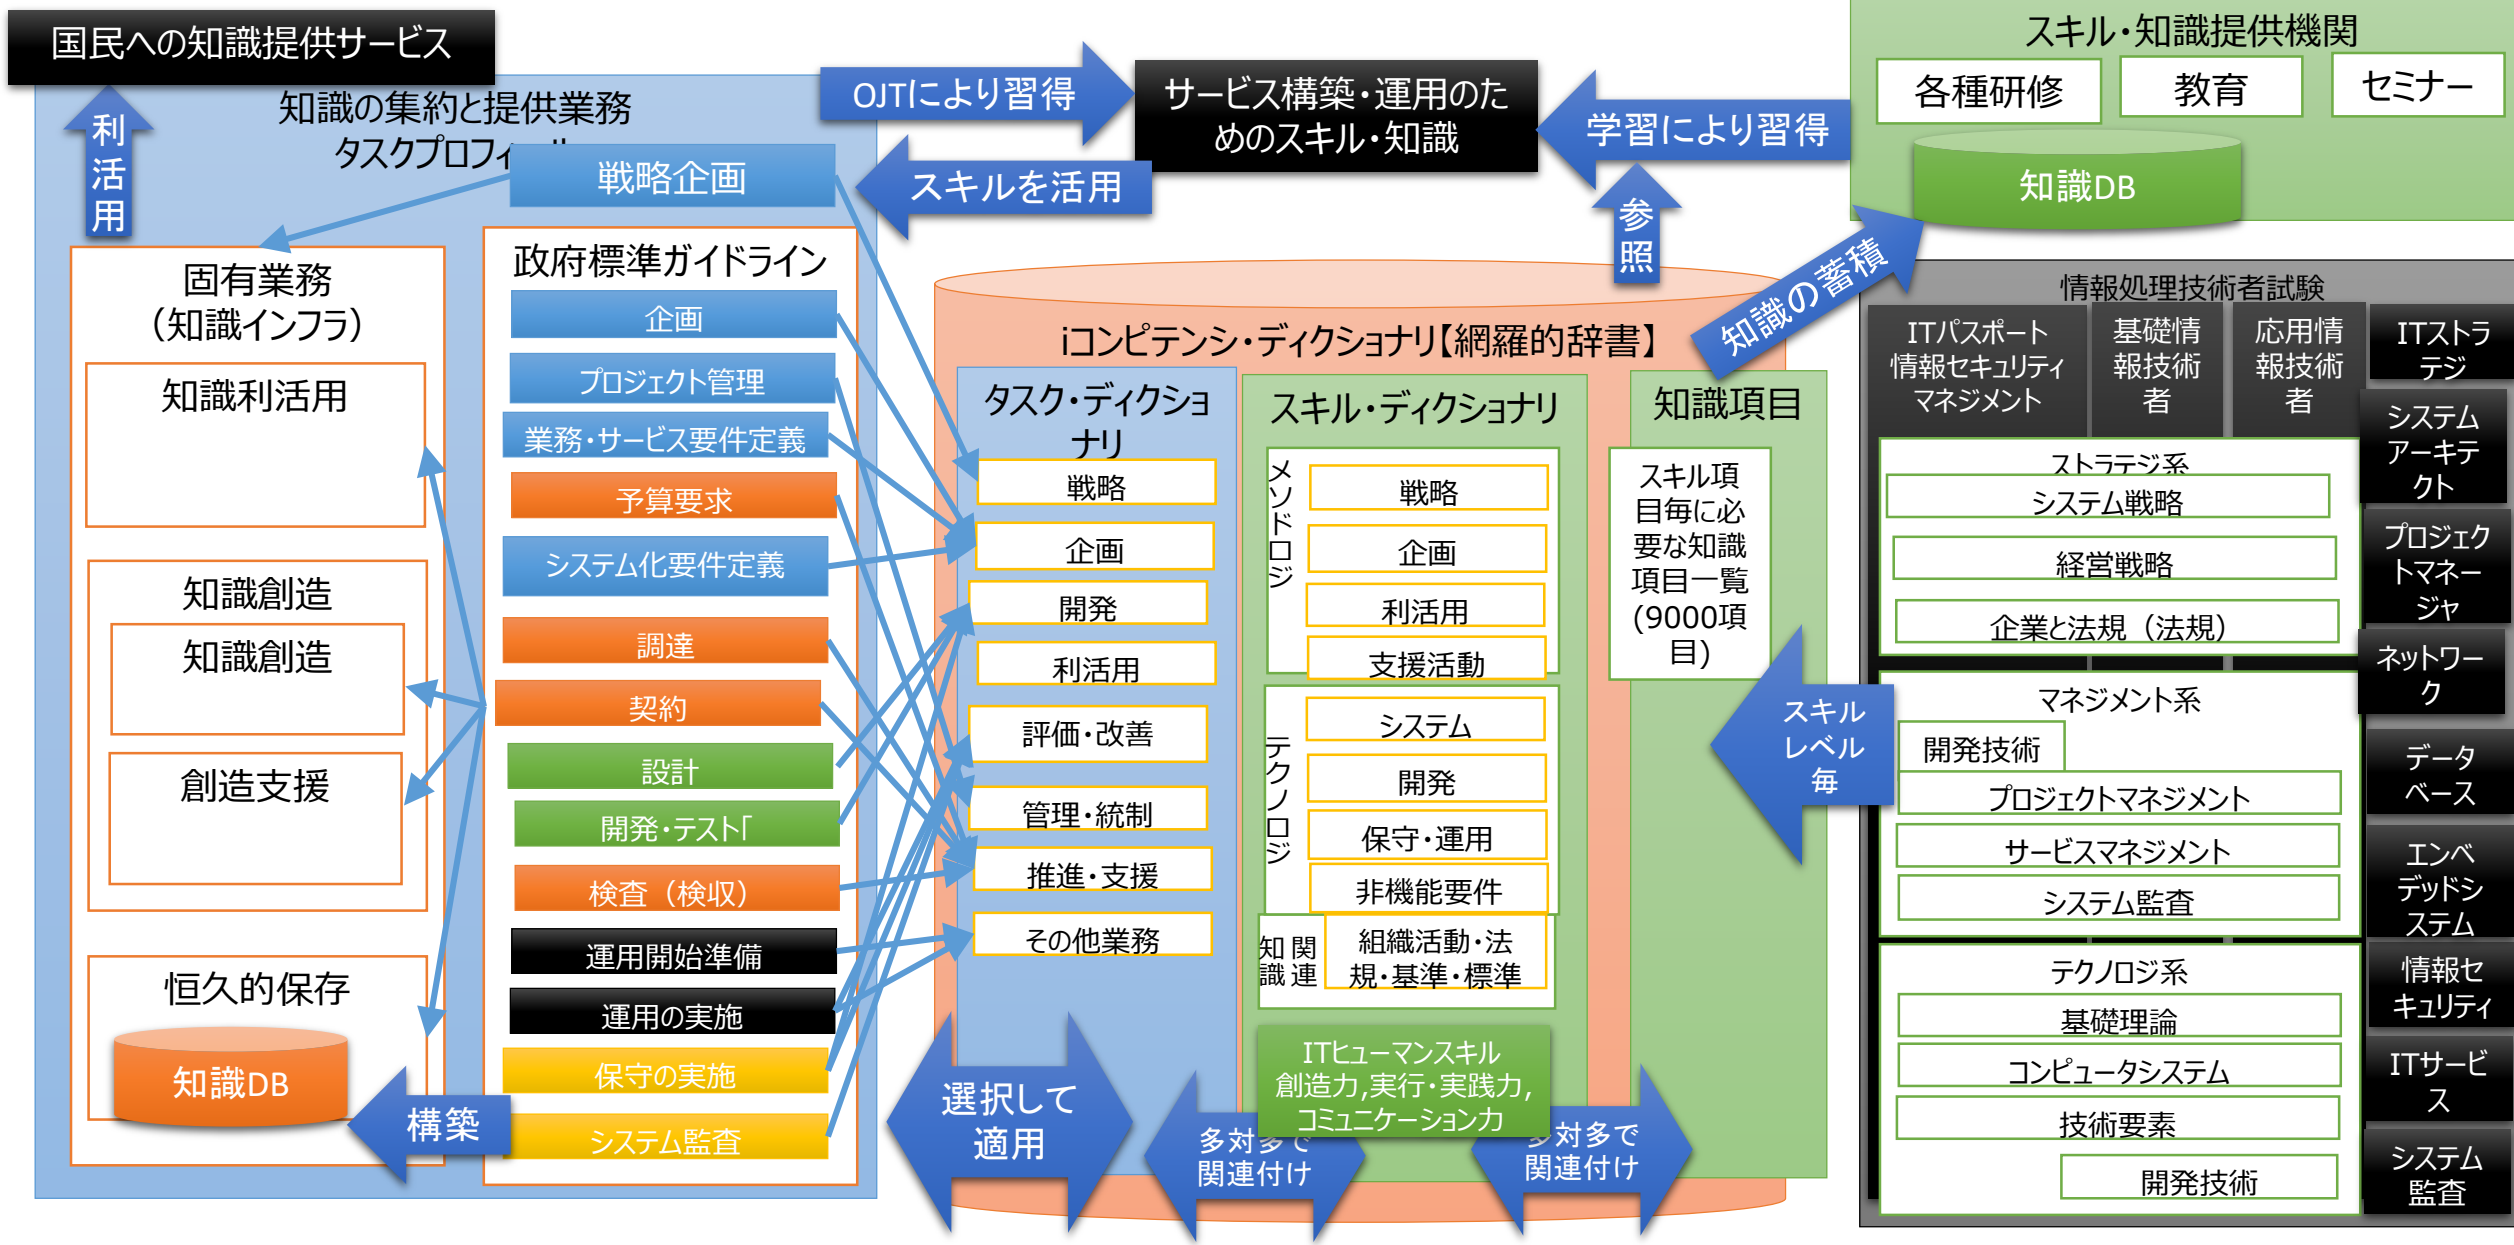 国民への知識提供サービス
知識の集約と提供業務
利活用
戦略企画
固有業務
（知識インフラ）
知識利活用
知識創造
知識創造
創造支援
恒久的保存
知識DB
構築
政府標準ガイドライン
企画
プロジェクト管理
業務・サービス要件定義
予算要求
システム化要件定義
調達
契約
設計
開発・テスト｢
検査（検収）
運用開始準備
運用の実施
保守の実施
システム監査
OJTにより習得
スキルを活用
サービス構築・運用のた
めのスキル・知識
学習により習得
参照
知識の蓄積
スキル・知識提供機関
各種研修
教育
セミナー
知識DB
iコンピテンシ・ディクショナリ【網羅的辞書】
タスク・ディクショ
ナリ
戦略
企画
開発
利活用
評価・改善
管理・統制
推進・支援
その他業務
選択して
適用
スキル・ディクショナリ
メソドロジ
戦略
企画
利活用
支援活動
テクノロジ
システム
開発
保守・運用
非機能要件
関連知識
組織活動・法
規・基準・標準
ITヒューマンスキル
創造力,実行・実践力,
コミュニケーション力
多対多で
関連付け
多対多で
関連付け
知識項目
スキル項
目毎に必
要な知識
項目一覧
(9000項
目)
スキル
レベル
毎
情報処理技術者試験
ITパスポート
情報セキュリティ
マネジメント
基礎情
報技術
者
応用情
報技術
者
ITストラ
テジ
システム
アーキテ
クト
プロジェク
トマネー
ジャ
ネットワー
ク
データ
ベース
エンベ
デッドシ
ステム
情報セ
キュリティ
ITサービ
ス
システム
監査
ストラテジ系
システム戦略
経営戦略
企業と法規（法規）
マネジメント系
開発技術
プロジェクトマネジメント
サービスマネジメント
システム監査
テクノロジ系
基礎理論
コンピュータシステム
技術要素
開発技術